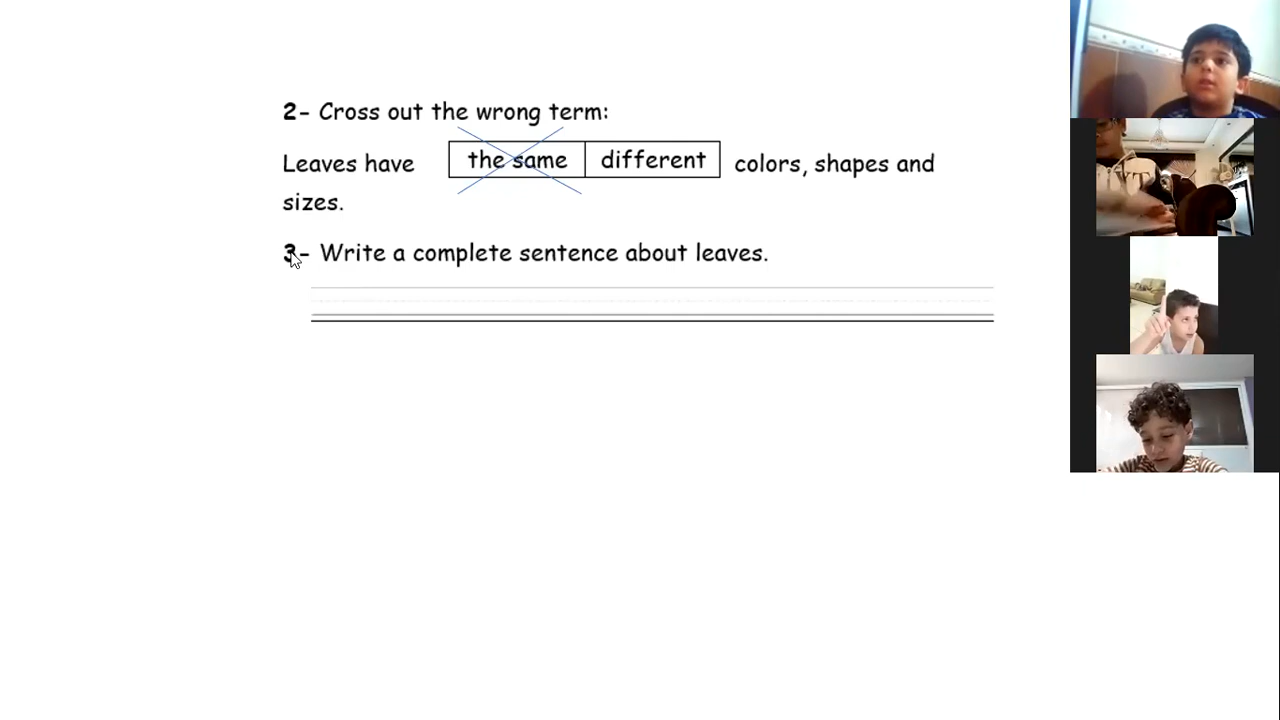 2- Cross out the wrong term:
Leaves have the same different colors, shapes and
sizes.
3- Write a complete sentence about leaves.